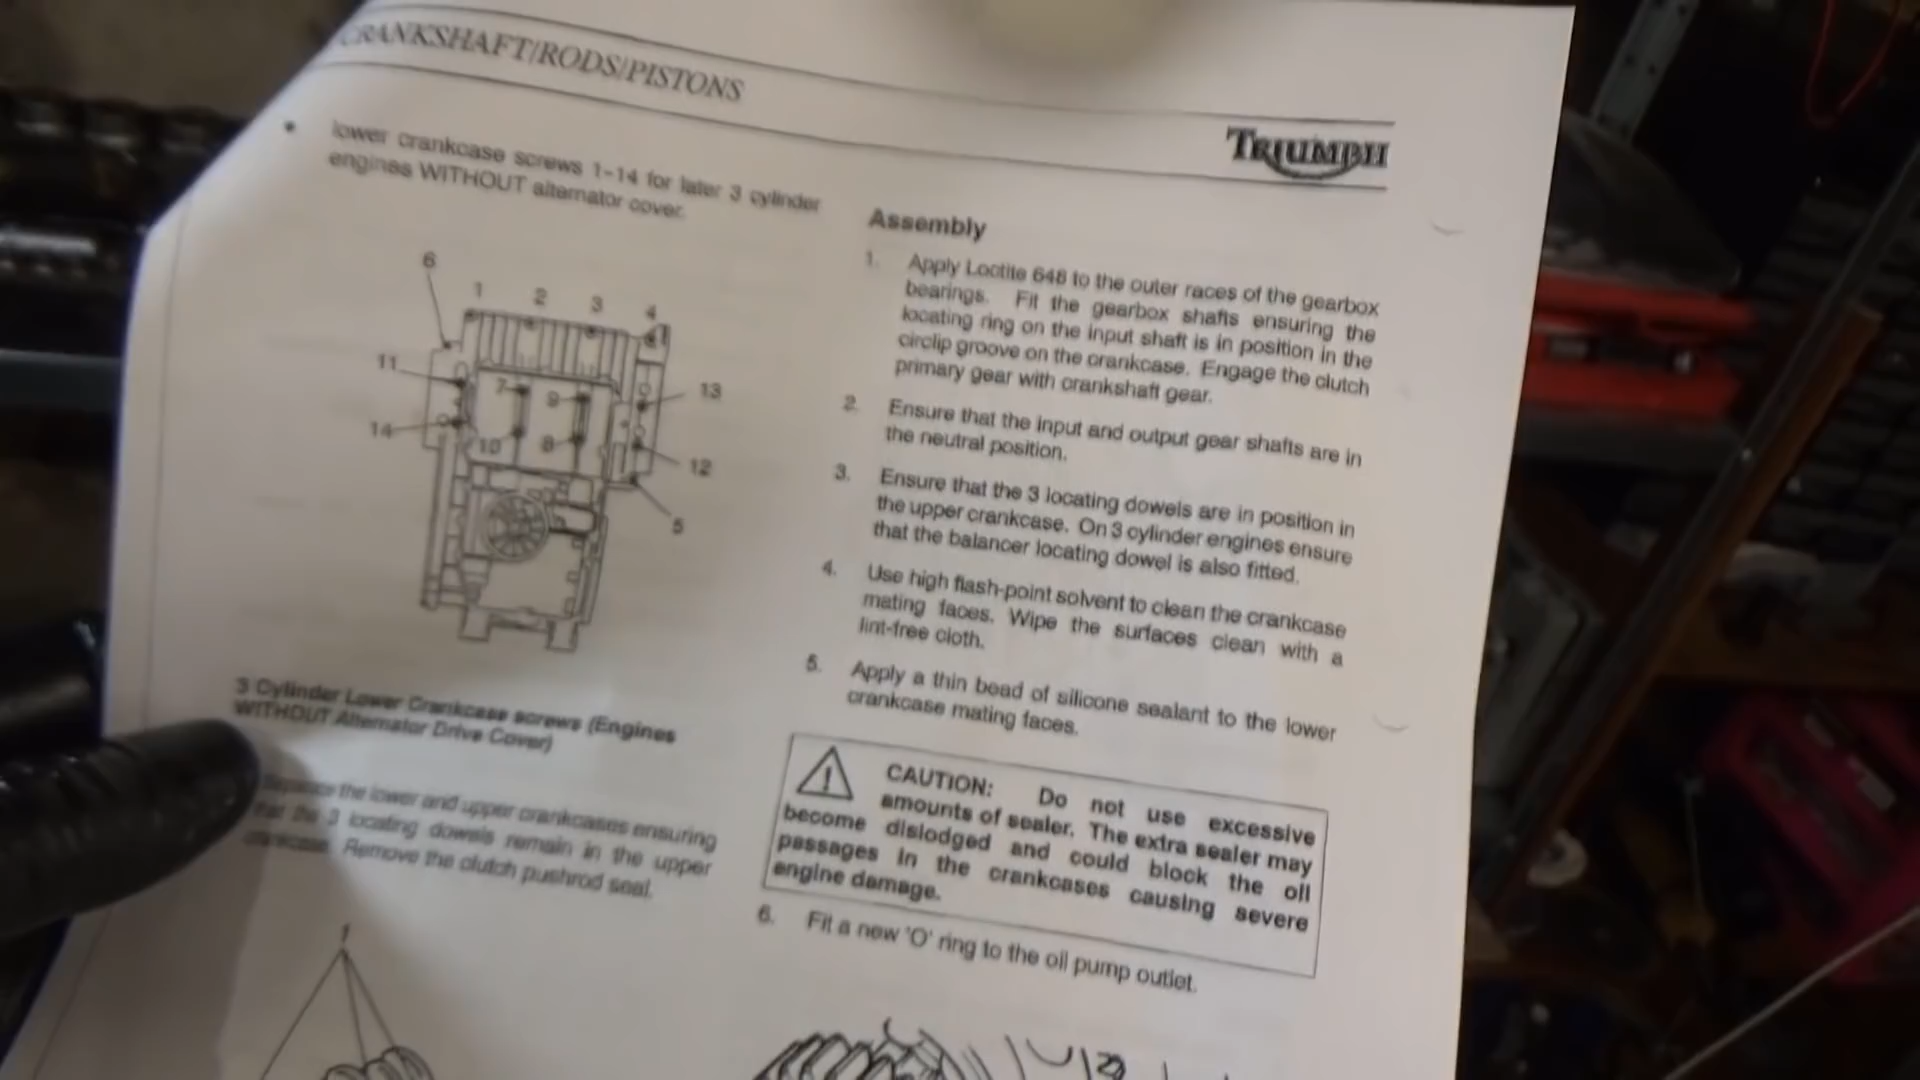 CRANKSHAFT/RODS/PISTONS
TRIUMPH
• lower crankcase screws 1-14 for later 3 cylinder
engines WITHOUT alternator cover.
6
1 2 3 4
11
7
9
13
14
10
8
12
5
3 Cylinder Lower Crankcase screws (Engines
WITHOUT Alternator Drive Cover)
the lower and upper crankcases ensuring
that the 3 locating dowels remain in the upper
crankcase. Remove the clutch pushrod seal.
1
Assembly
1. Apply Loctite 648 to the outer races of the gearbox
bearings. Fit the gearbox shafts ensuring the
locating ring on the input shaft is in position in the
circlip groove on the crankcase. Engage the clutch
primary gear with crankshaft gear.
2. Ensure that the input and output gear shafts are in
the neutral position.
3. Ensure that the 3 locating dowels are in position in
the upper crankcase. On 3 cylinder engines ensure
that the balancer locating dowel is also fitted.
4. Use high flash-point solvent to clean the crankcase
mating faces. Wipe the surfaces clean with a
lint-free cloth.
5. Apply a thin bead of silicone sealant to the lower
crankcase mating faces.
CAUTION: Do not use excessive
amounts of sealer. The extra sealer may
become dislodged and could block the oil
passages in the crankcases causing severe
engine damage.
6. Fit a new 'O' ring to the oil pump outlet.